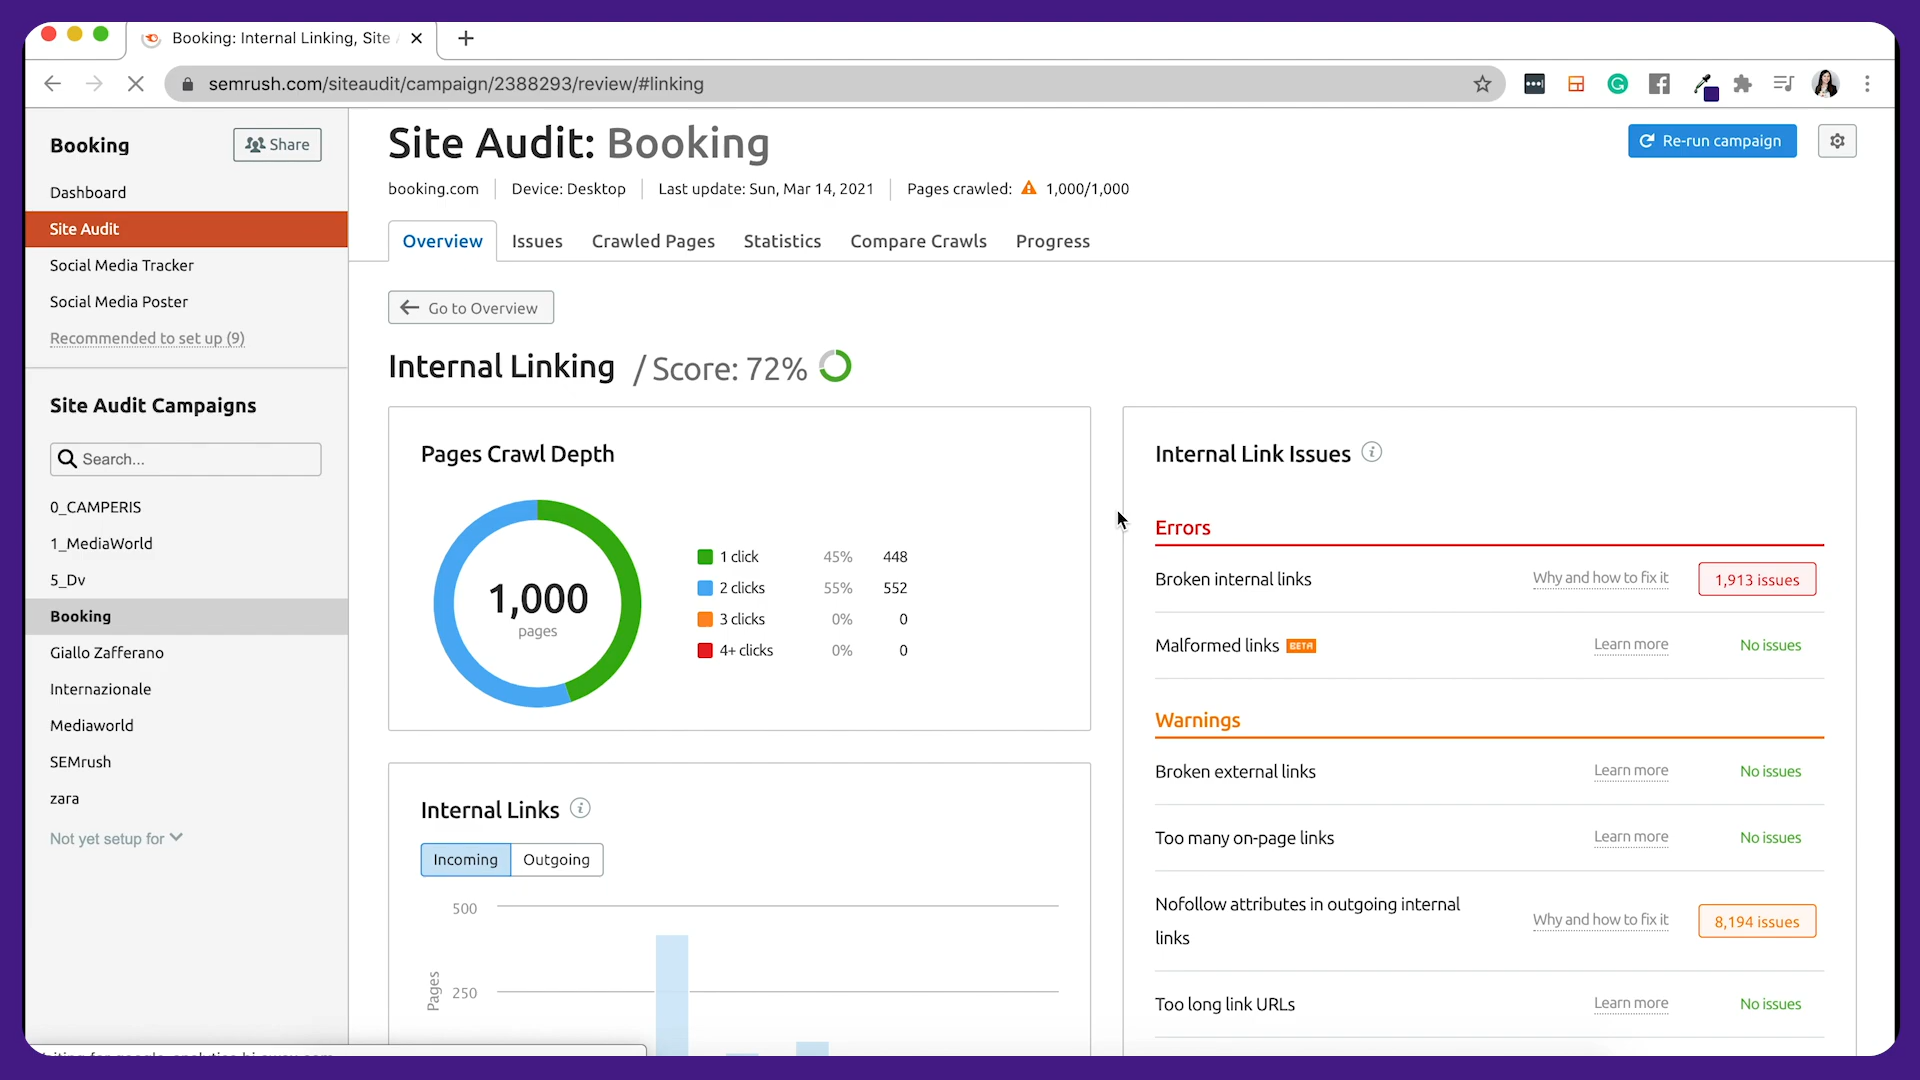 Booking: Internal Linking, Site
semrush.com/siteaudit/campaign/2388293/review/#linking
Booking
Share
Dashboard
Site Audit
Social Media Tracker
Social Media Poster
Recommended to set up (9)
Site Audit Campaigns
Search...
0_CAMPERIS
1_MediaWorld
5_Dv
Booking
Giallo Zafferano
Internazionale
Mediaworld
SEMrush
zara
Not yet setup for
Site Audit: Booking
Re-run campaign
booking.com
Device: Desktop
Last update: Sun, Mar 14, 2021
Pages crawled: 1,000/1,000
Overview
Issues
Crawled Pages
Statistics
Compare Crawls
Progress
Go to Overview
Internal Linking / Score: 72%
Pages Crawl Depth
1,000
pages
1 click 45% 448
2 clicks 55% 552
3 clicks 0% 0
4+ clicks 0% 0
Internal Links
Incoming
Outgoing
500
250
Pages
Internal Link Issues
Errors
Broken internal links Why and how to fix it 1,913 issues
Malformed links BETA Learn more No issues
Warnings
Broken external links Learn more No issues
Too many on-page links Learn more No issues
Nofollow attributes in outgoing internal
links Why and how to fix it 8,194 issues
Too long link URLs Learn more No issues